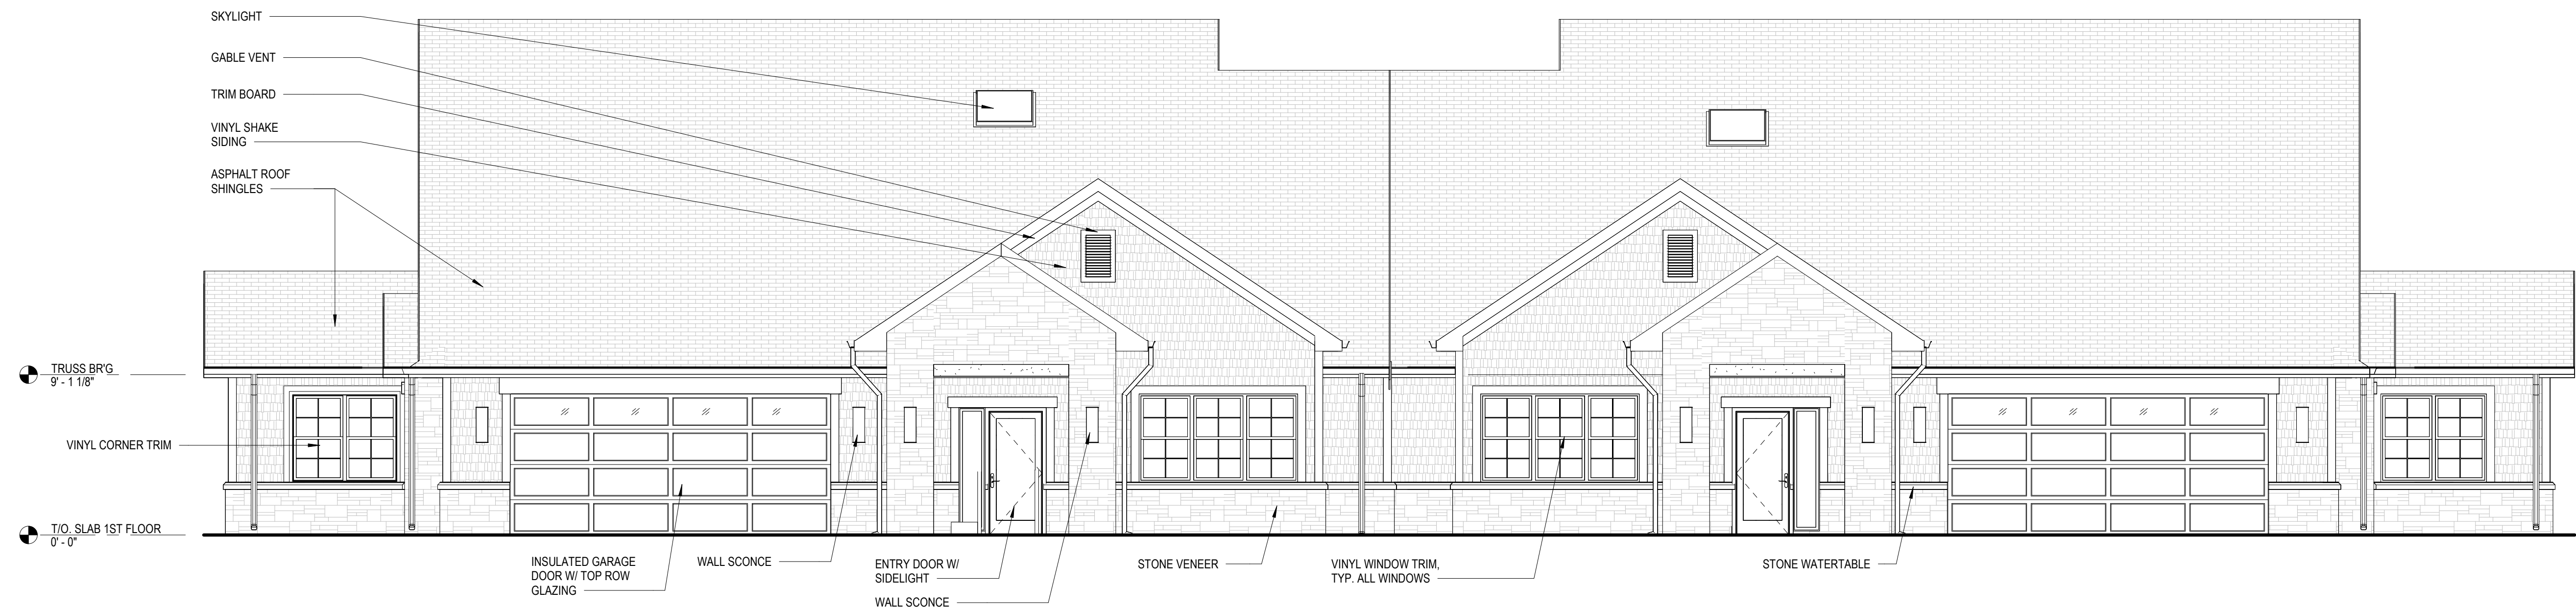 SKYLIGHT
GABLE VENT
TRIM BOARD
VINYL SHAKE
SIDING
ASPHALT ROOF
SHINGLES
TRUSS BR'G
9' - 1 1/8"
VINYL CORNER TRIM
T/O. SLAB 1ST FLOOR
0' - 0"
INSULATED GARAGE
DOOR W/ TOP ROW
GLAZING
WALL SCONCE
ENTRY DOOR W/
SIDELIGHT
WALL SCONCE
STONE VENEER
VINYL WINDOW TRIM,
TYP. ALL WINDOWS
STONE WATERTABLE